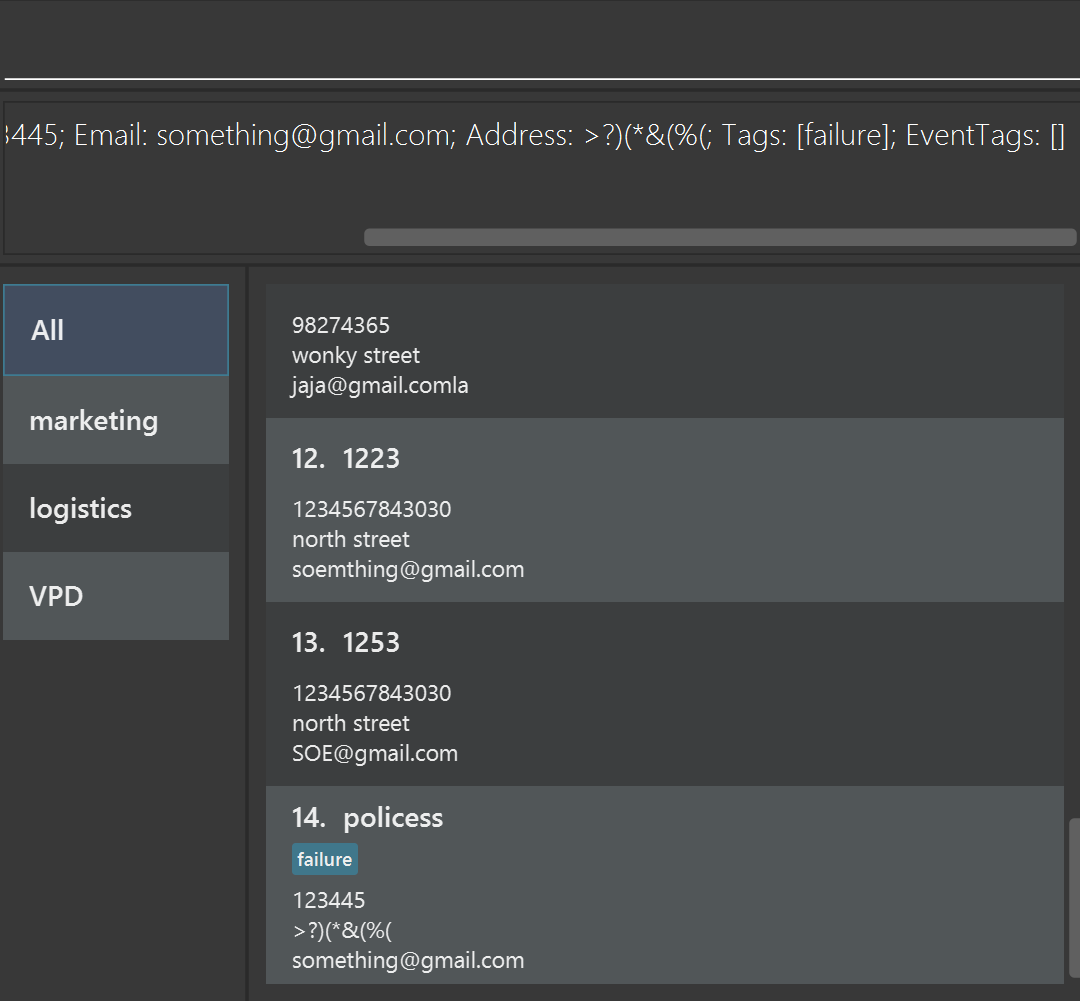 3445; Email: something@gmail.com; Address: >?)(*&(%(; Tags: [failure]; EventTags: []
All
marketing
logistics
VPD
98274365
wonky street
jaja@gmail.comla
12. 1223
1234567843030
north street
soemthing@gmail.com
13. 1253
1234567843030
north street
SOE@gmail.com
14. policess
failure
123445
>?)(*&(%(
something@gmail.com